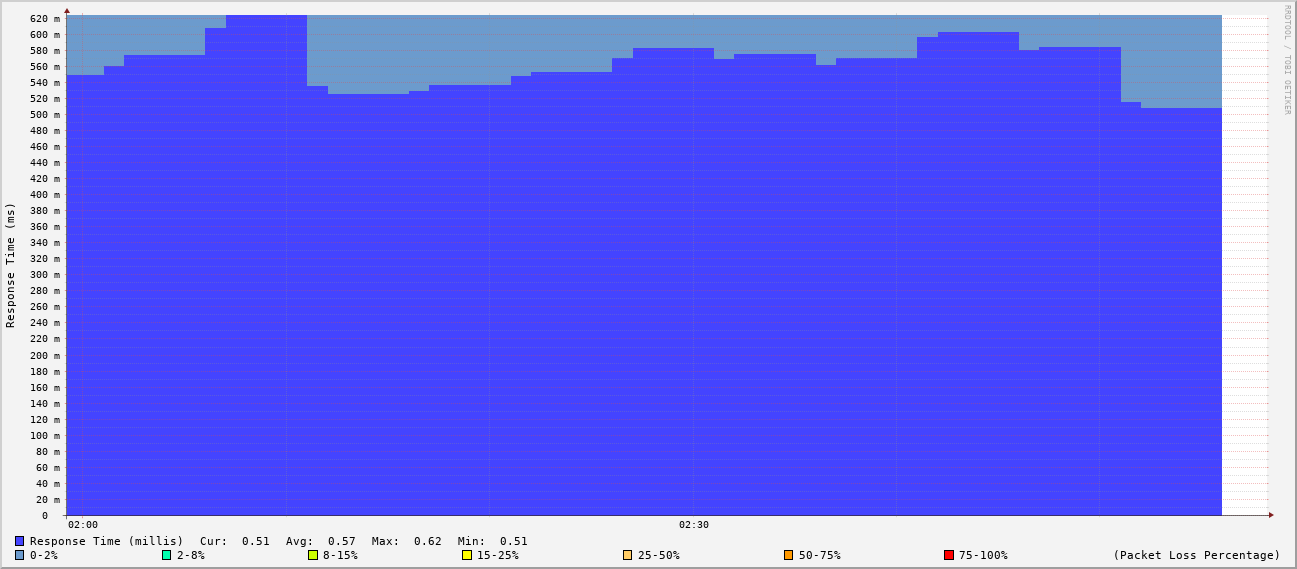 RRDTOOL / TOBI OETIKER
Response Time (ms)
620 m
600 m
580 m
560 m
540 m
520 m
500 m
480 m
460 m
440 m
420 m
400 m
380 m
360 m
340 m
320 m
300 m
280 m
260 m
240 m
220 m
200 m
180 m
160 m
140 m
120 m
100 m
80 m
60 m
40 m
20 m
0
02:00 02:30
Response Time (millis) Cur: 0.51 Avg: 0.57 Max: 0.62 Min: 0.51
0-2% 2-8% 8-15% 15-25% 25-50% 50-75% 75-100% (Packet Loss Percentage)